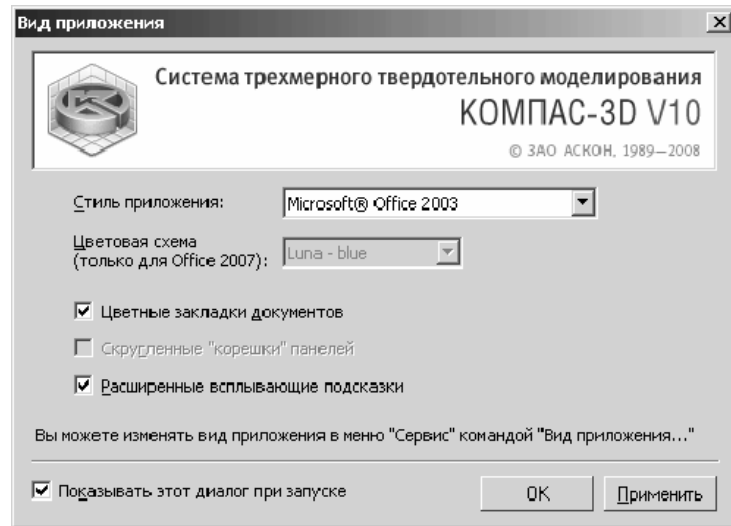 Вид приложения
Система трехмерного твердотельного моделирования
КОМПАС-3D V10
© ЗАО АСКОН, 1989—2008
Стиль приложения: Microsoft® Office 2003
Цветовая схема
(только для Office 2007): Luna - blue
Цветные закладки документов
Скругленные "корешки" панелей
Расширенные всплывающие подсказки
Вы можете изменять вид приложения в меню "Сервис" командой "Вид приложения..."
Показывать этот диалог при запуске OK Применить